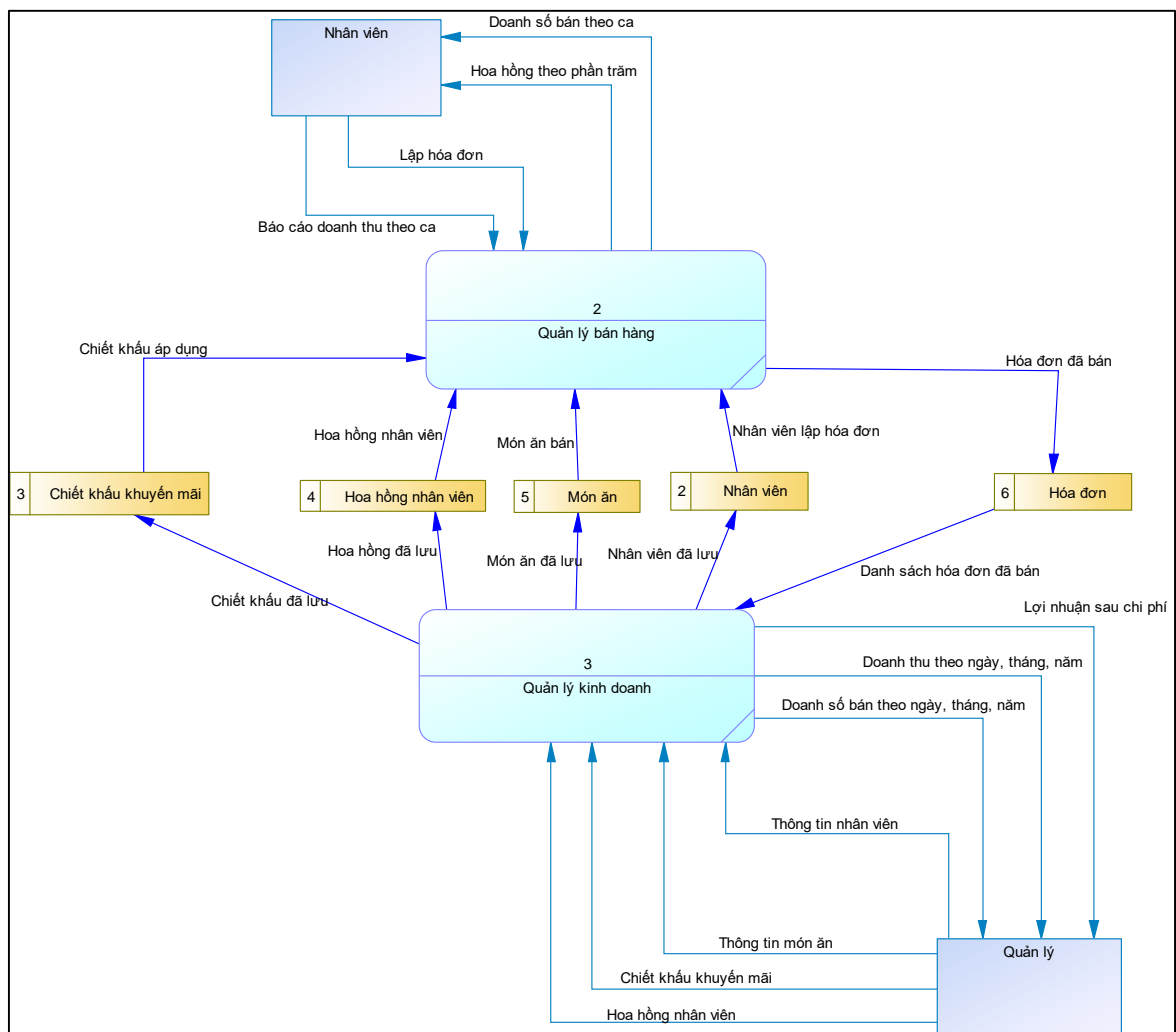 Doanh số bán theo ca
Nhân viên
Hoa hồng theo phần trăm
Lập hóa đơn
Báo cáo doanh thu theo ca
2
Quản lý bán hàng
Chiết khấu áp dụng
Hóa đơn đã bán
Hoa hồng nhân viên
Món ăn bán
Nhân viên lập hóa đơn
3 Chiết khấu khuyến mãi
4 Hoa hồng nhân viên
5 Món ăn
2 Nhân viên
6 Hóa đơn
Hoa hồng đã lưu
Món ăn đã lưu
Nhân viên đã lưu
Danh sách hóa đơn đã bán
Chiết khấu đã lưu
Lợi nhuận sau chi phí
3
Quản lý kinh doanh
Doanh thu theo ngày, tháng, năm
Doanh số bán theo ngày, tháng, năm
Thông tin nhân viên
Thông tin món ăn
Quản lý
Chiết khấu khuyến mãi
Hoa hồng nhân viên